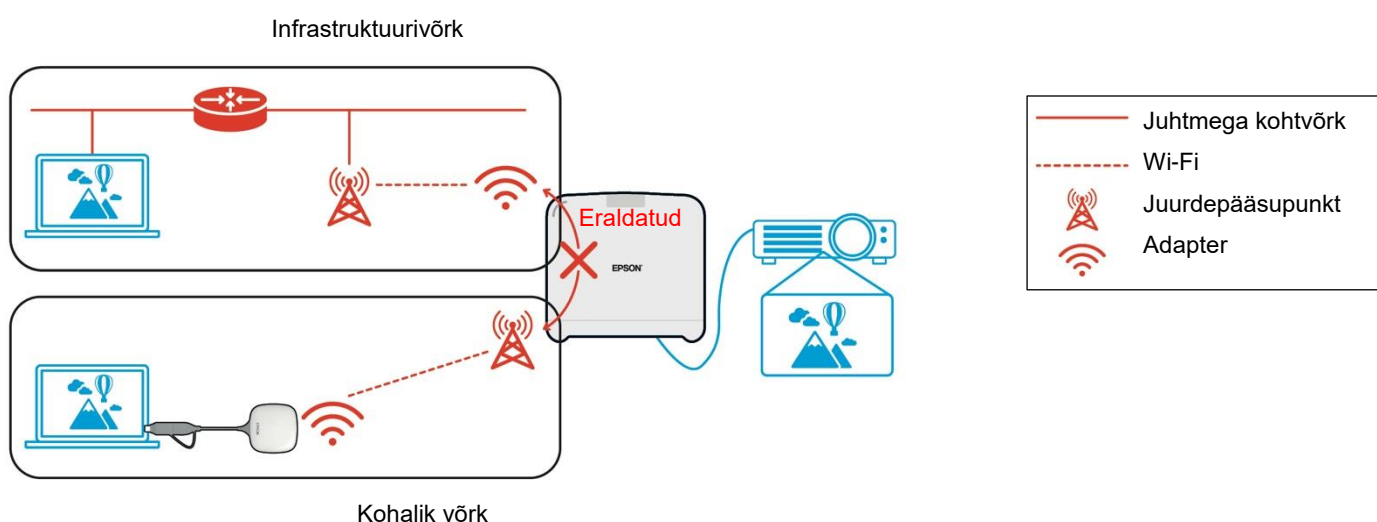 Infrastruktuurivõrk
Eraldatud
EPSON
Kohalik võrk
Juhtmega kohtvõrk
Wi-Fi
Juurdepääsupunkt
Adapter